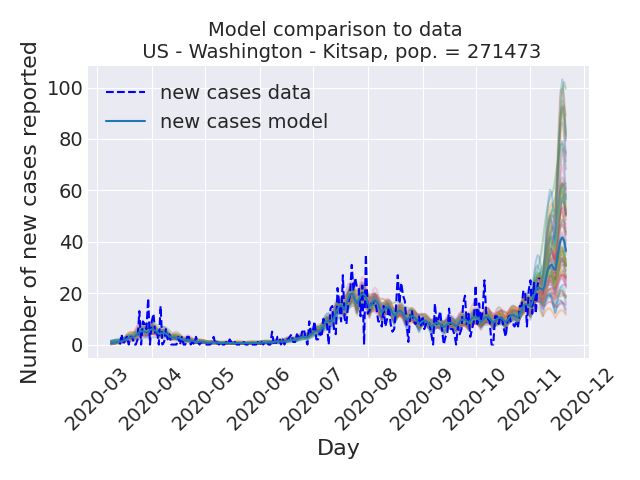 Model comparison to data
US - Washington - Kitsap, pop. = 271473
Number of new cases reported
100
80
60
40
20
0
new cases data
new cases model
2020-03
2020-04
2020-05
2020-06
2020-07
2020-08
2020-09
2020-10
2020-11
2020-12
Day